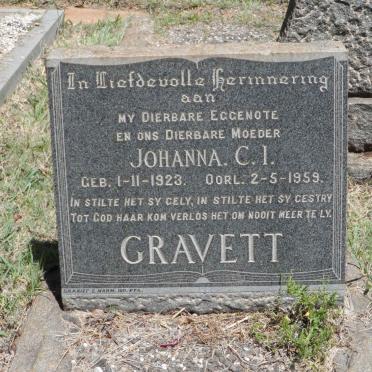 In Liefdevolle Herinnering
aan
MY DIERBARE EGGENOTE
EN ONS DIERBARE MOEDER
JOHANNA. C. I.
GEB. 1-11-1923. OORL. 2-5-1959.
IN STILTE HET SY GELY, IN STILTE HET SY GESTRY
TOT GOD HAAR KOM VERLOS HET OM NOOIT MEER TE LY.
GRAVETT